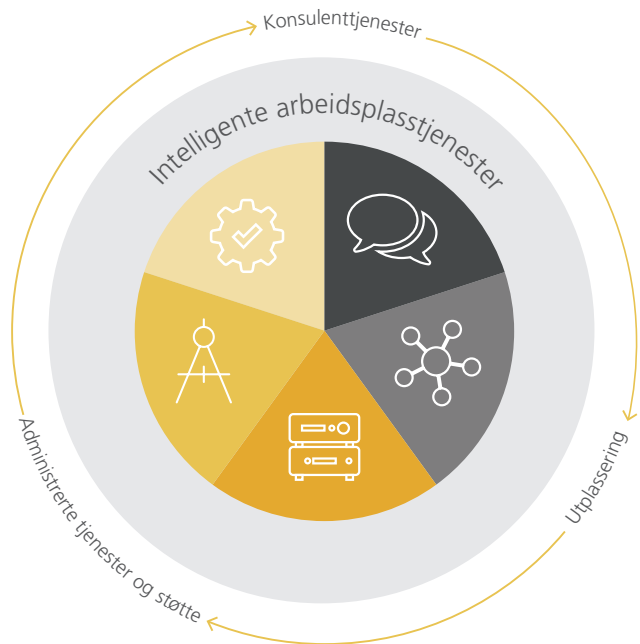 Konsulenttjenester
Intelligente arbeidsplasstjenester
Utplassering
Administrerte tjenester og støtte